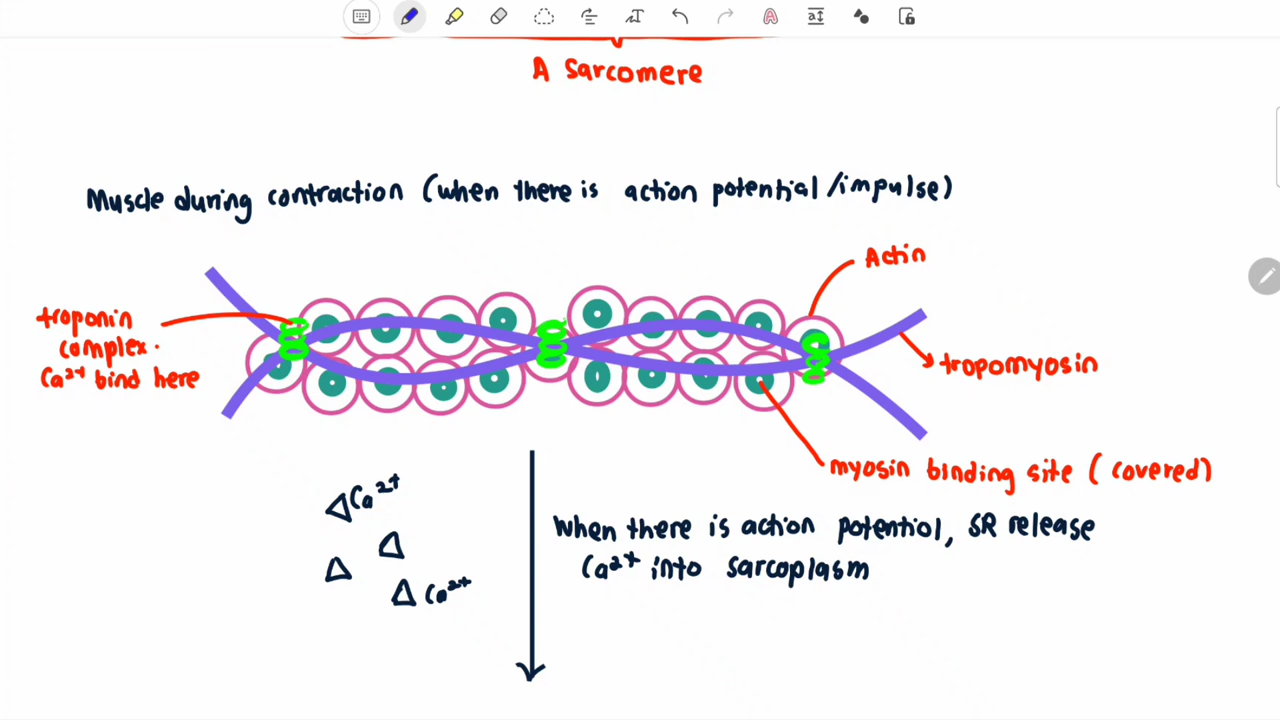 A Sarcomere
Muscle during contraction (when there is action potential/impulse)
Actin
troponin
complex.
Ca²⁺ bind here
tropomyosin
myosin binding site (covered)
Ca²⁺
When there is action potential, SR release
Ca²⁺ into sarcoplasm
Ca²⁺